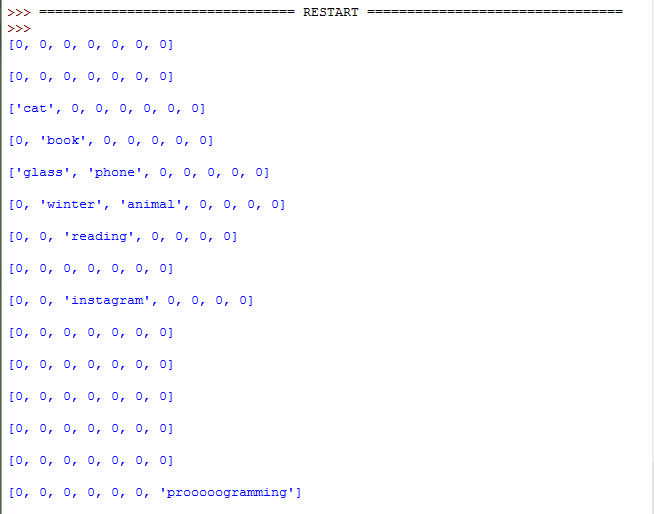 >>> ================================ RESTART ================================
>>>
[0, 0, 0, 0, 0, 0, 0]
[0, 0, 0, 0, 0, 0, 0]
['cat', 0, 0, 0, 0, 0, 0]
[0, 'book', 0, 0, 0, 0, 0]
['glass', 'phone', 0, 0, 0, 0, 0]
[0, 'winter', 'animal', 0, 0, 0, 0]
[0, 0, 'reading', 0, 0, 0, 0]
[0, 0, 0, 0, 0, 0, 0]
[0, 0, 'instagram', 0, 0, 0, 0]
[0, 0, 0, 0, 0, 0, 0]
[0, 0, 0, 0, 0, 0, 0]
[0, 0, 0, 0, 0, 0, 0]
[0, 0, 0, 0, 0, 0, 0]
[0, 0, 0, 0, 0, 0, 0]
[0, 0, 0, 0, 0, 0, 'prooooogramming']